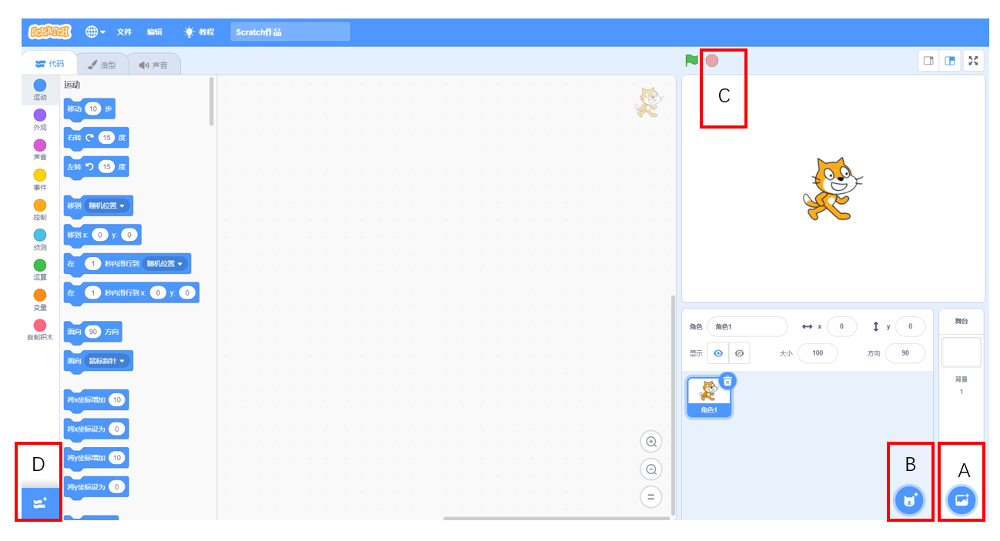 SCRATCH 文件 编辑 教程 Scratch作品
代码 造型 声音
C
运动
外观
声音
事件
控制
侦测
运算
变量
自制积木
运动
移动 10 步
右转 15 度
左转 15 度
移到 随机位置
移到 x: 0 y: 0
在 1 秒内滑行到 随机位置
在 1 秒内滑行到 x: 0 y: 0
面向 90 方向
面向 鼠标指针
将x坐标增加 10
将x坐标设为 0
将y坐标增加 10
将y坐标设为 0
角色 角色1 x 0 y 0
显示 大小 100 方向 90
角色1
舞台
背景
1
D
B
A